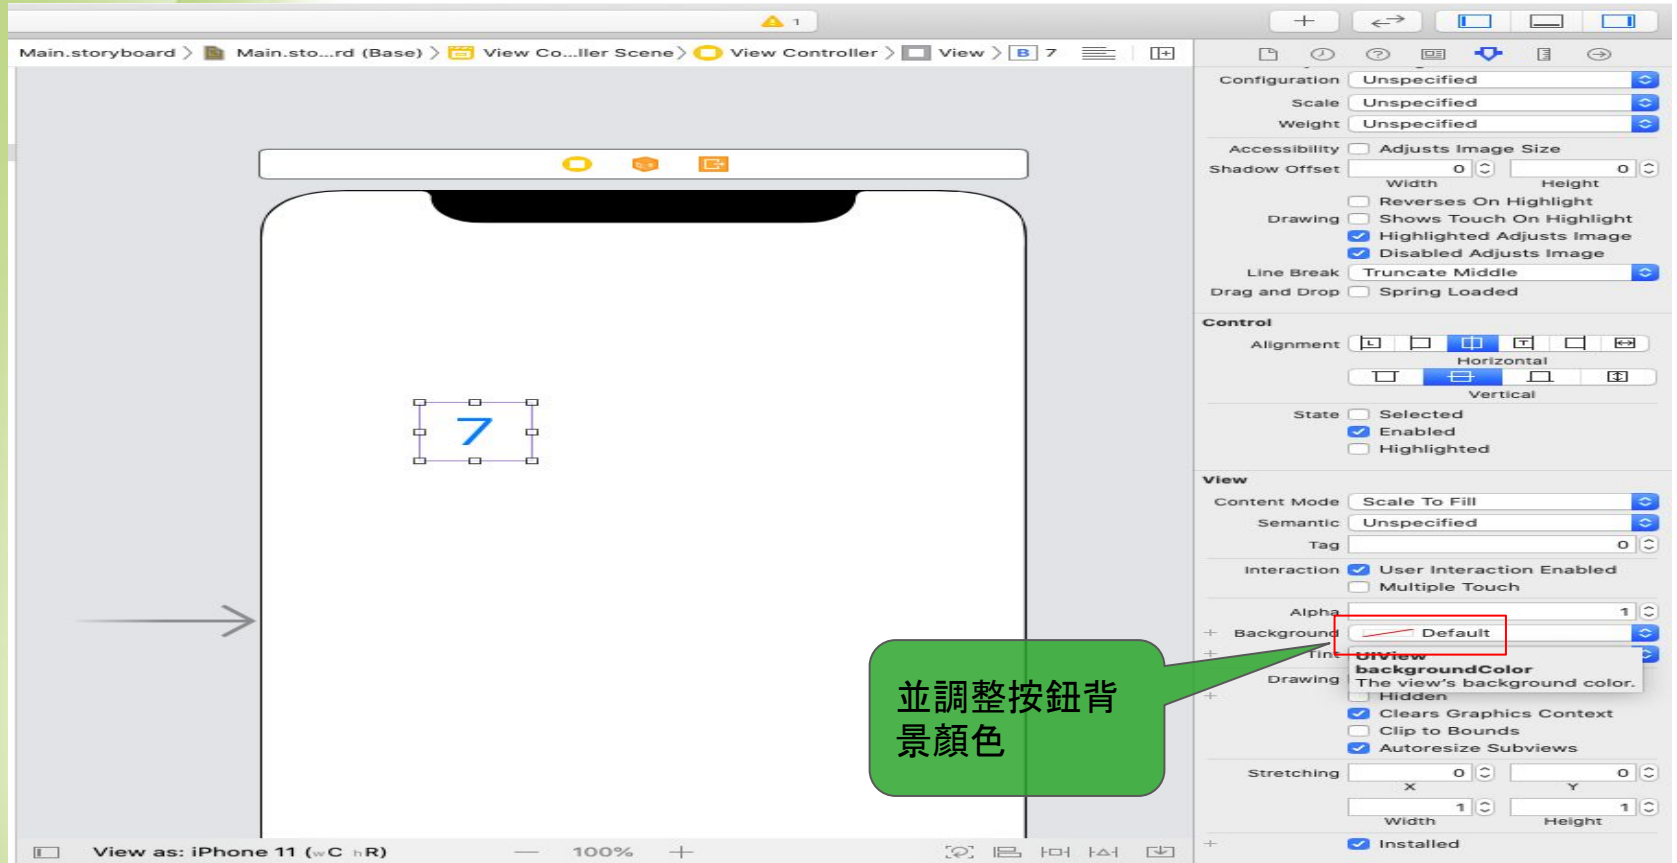 1
Main.storyboard
Main.sto...rd (Base)
View Co...ller Scene
View Controller
View
B 7
Configuration Unspecified
Scale Unspecified
Weight Unspecified
Accessibility Adjusts Image Size
Shadow Offset 0 0
Width Height
Reverses On Highlight
Drawing Shows Touch On Highlight
Highlighted Adjusts Image
Disabled Adjusts Image
Line Break Truncate Middle
Drag and Drop Spring Loaded
Control
Alignment
Horizontal
Vertical
State Selected
Enabled
Highlighted
View
Content Mode Scale To Fill
Semantic Unspecified
Tag 0
Interaction User Interaction Enabled
Multiple Touch
Alpha 1
Background Default
Tint UIView
backgroundColor
Drawing The view's background color.
Hidden
Clears Graphics Context
Clip to Bounds
Autoresize Subviews
Stretching 0 0
X Y
1 1
Width Height
Installed
7
並調整按鈕背
景顏色
View as: iPhone 11 (wC hR)
100%